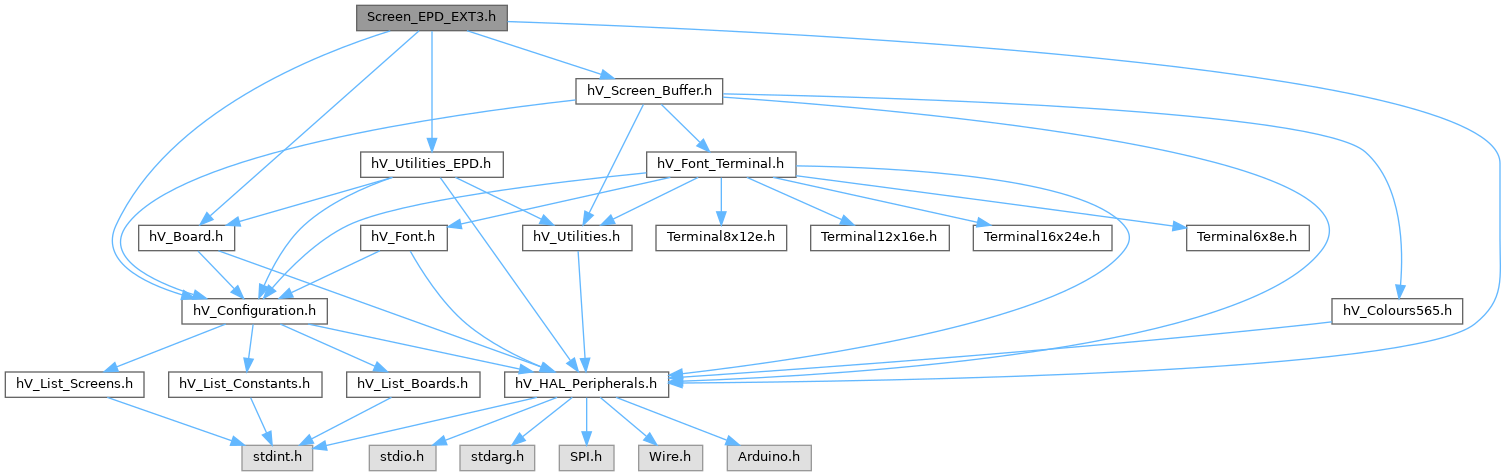 Screen_EPD_EXT3.h
hV_Screen_Buffer.h
hV_Utilities_EPD.h
hV_Font_Terminal.h
hV_Board.h
hV_Font.h
hV_Utilities.h
Terminal8x12e.h
Terminal12x16e.h
Terminal16x24e.h
Terminal6x8e.h
hV_Configuration.h
hV_Colours565.h
hV_List_Screens.h
hV_List_Constants.h
hV_List_Boards.h
hV_HAL_Peripherals.h
stdint.h
stdio.h
stdarg.h
SPI.h
Wire.h
Arduino.h